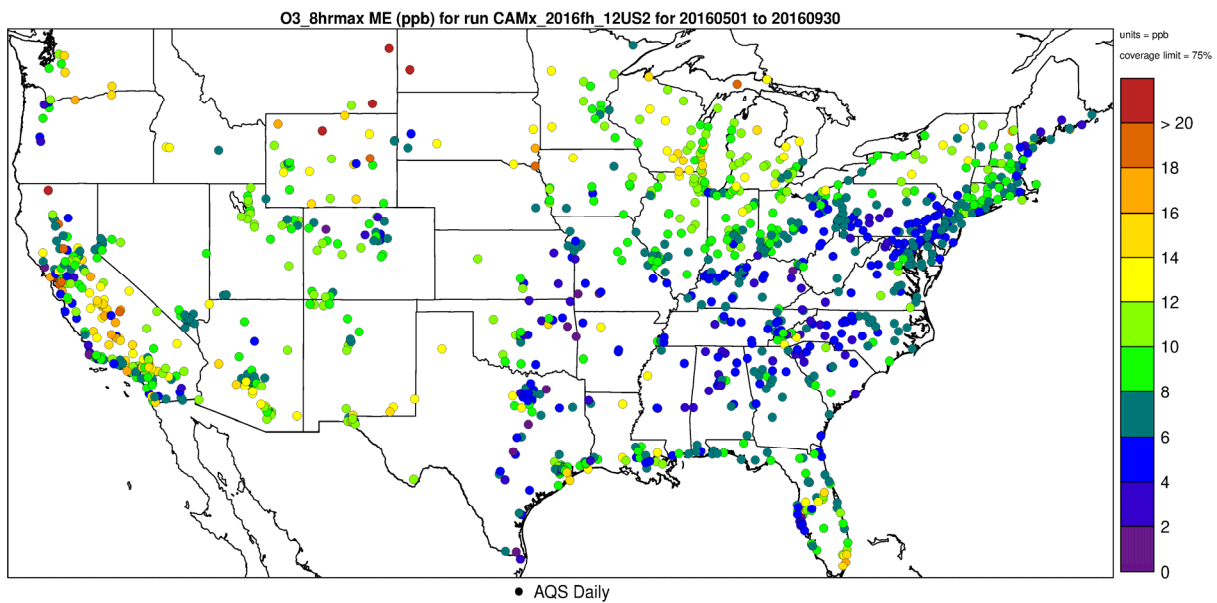 O3_8hrmax ME (ppb) for run CAMx_2016fh_12US2 for 20160501 to 20160930
units = ppb
coverage limit = 75%
> 20
18
16
14
12
10
8
6
4
2
0
AQS Daily